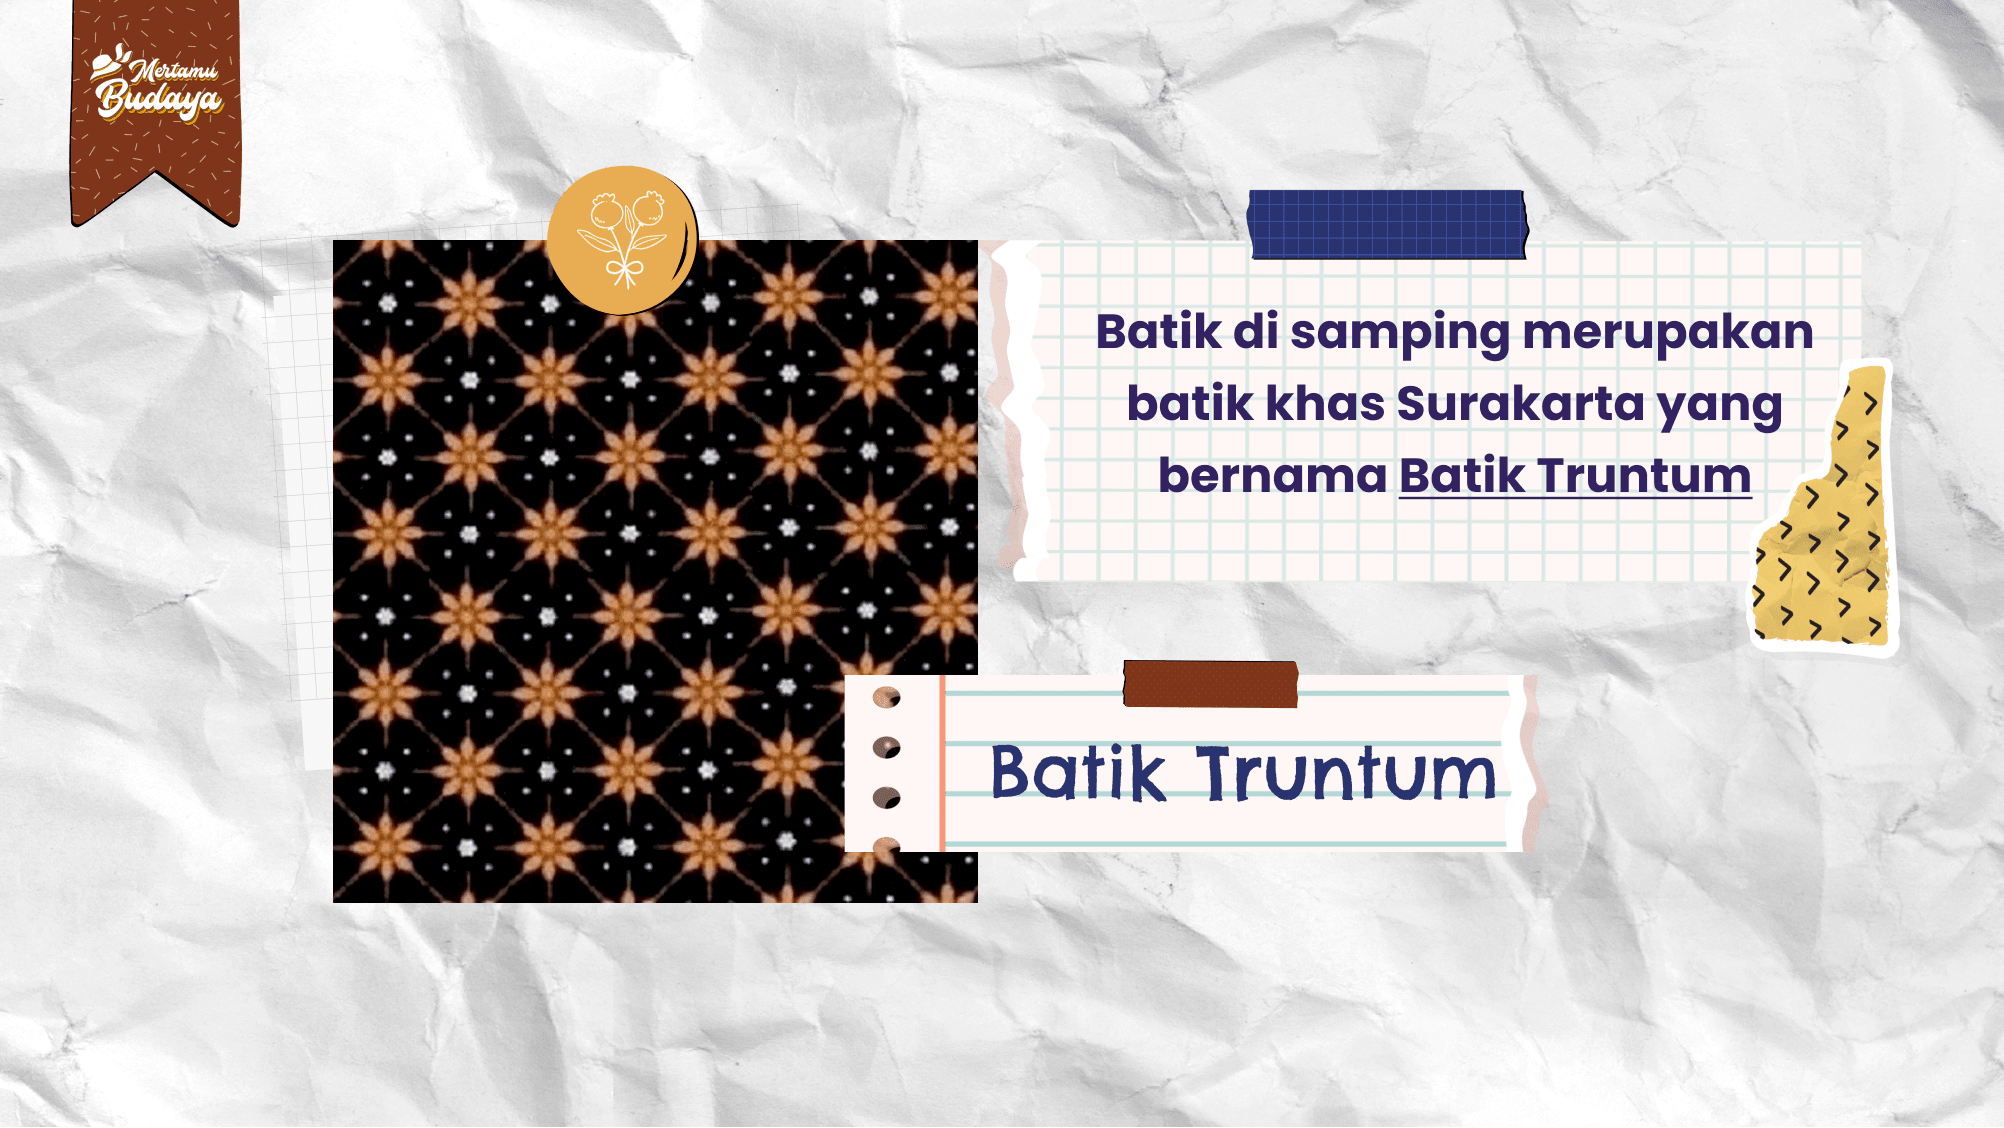 Mertamu
Budaya
Batik di samping merupakan
batik khas Surakarta yang
bernama Batik Truntum
Batik Truntum